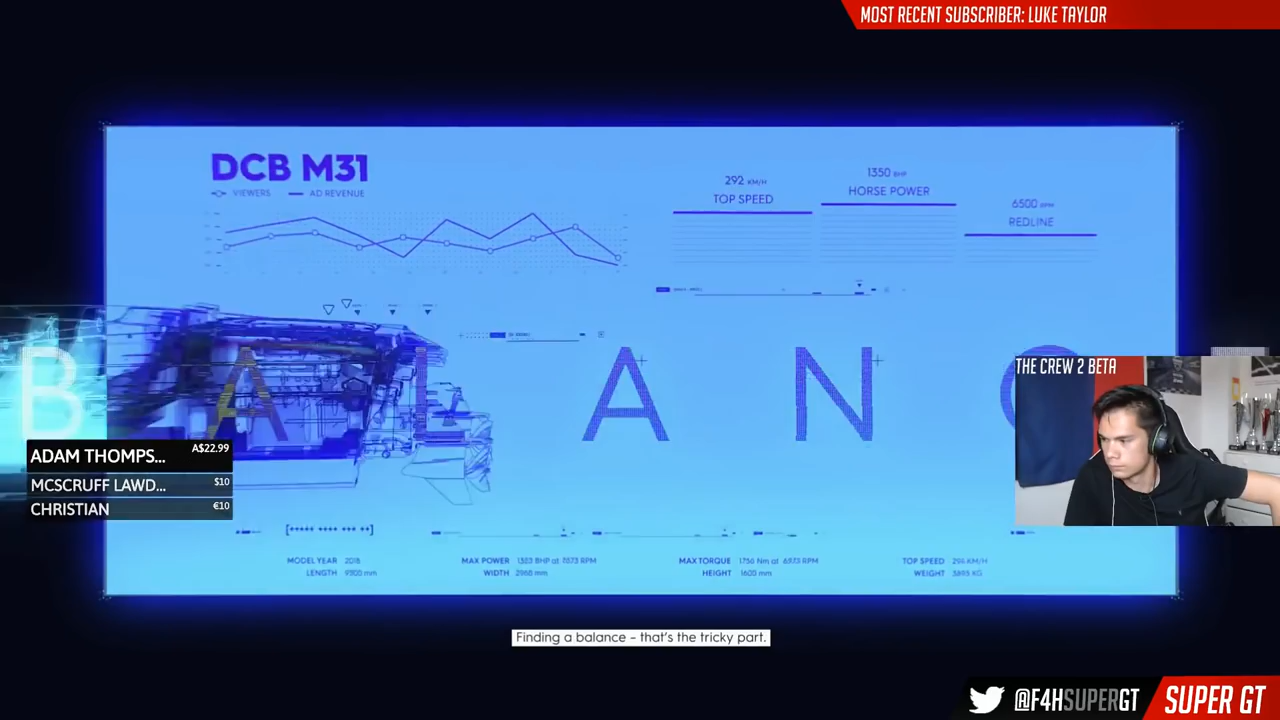 MOST RECENT SUBSCRIBER: LUKE TAYLOR
DCB M31
VIEWERS AD REVENUE
292 KM/H
TOP SPEED
1350 BHP
HORSE POWER
6500 RPM
REDLINE
B A L A N C
THE CREW 2 BETA
ADAM THOMPS... A$22.99
MCSCRUFF LAWD... $10
CHRISTIAN €10
MODEL YEAR 2018
LENGTH 9300 mm
MAX POWER
WIDTH
MAX TORQUE
HEIGHT 1600 mm
TOP SPEED
WEIGHT
Finding a balance – that's the tricky part.
@F4HSUPERGT
SUPER GT